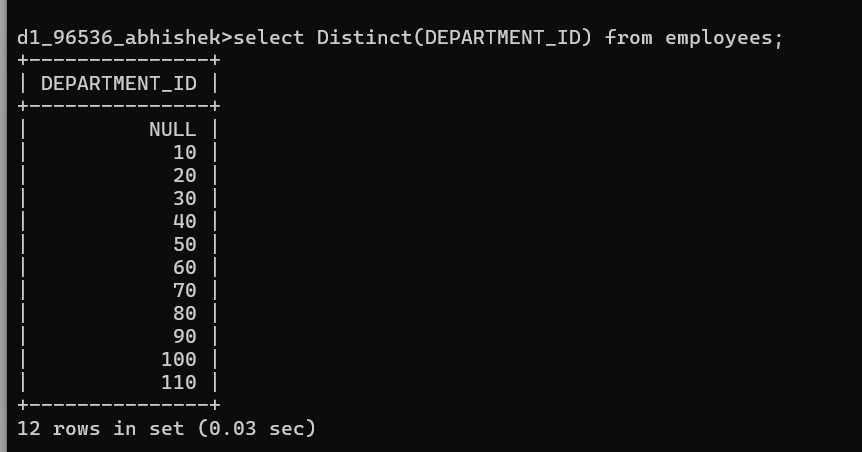 d1_96536_abhishek>select Distinct(DEPARTMENT_ID) from employees;
+---------------+
| DEPARTMENT_ID |
+---------------+
|          NULL |
|            10 |
|            20 |
|            30 |
|            40 |
|            50 |
|            60 |
|            70 |
|            80 |
|            90 |
|           100 |
|           110 |
+---------------+
12 rows in set (0.03 sec)